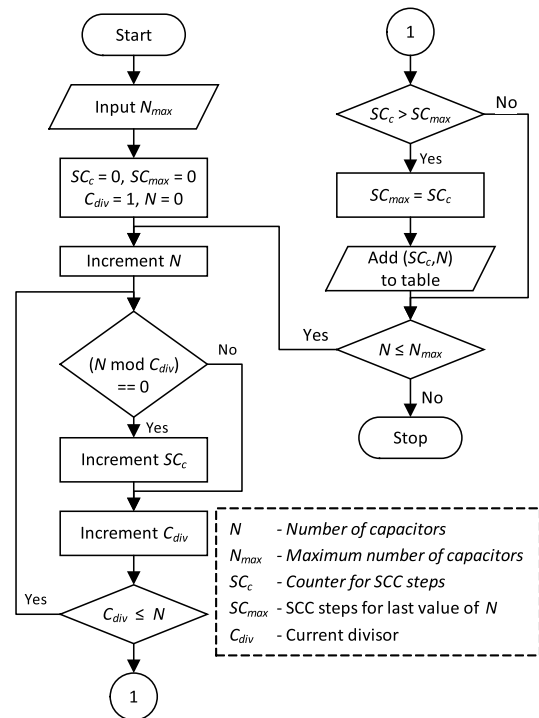 Start
Input Nmax
SCc = 0, SCmax = 0
Cdiv = 1, N = 0
Increment N
(N mod Cdiv)
== 0
No
Yes
Increment SCc
Increment Cdiv
Yes
Cdiv ≤ N
1
1
SCc > SCmax
No
Yes
SCmax = SCc
Add (SCc,N)
to table
Yes
N ≤ Nmax
No
Stop
N - Number of capacitors
Nmax - Maximum number of capacitors
SCc - Counter for SCC steps
SCmax - SCC steps for last value of N
Cdiv - Current divisor